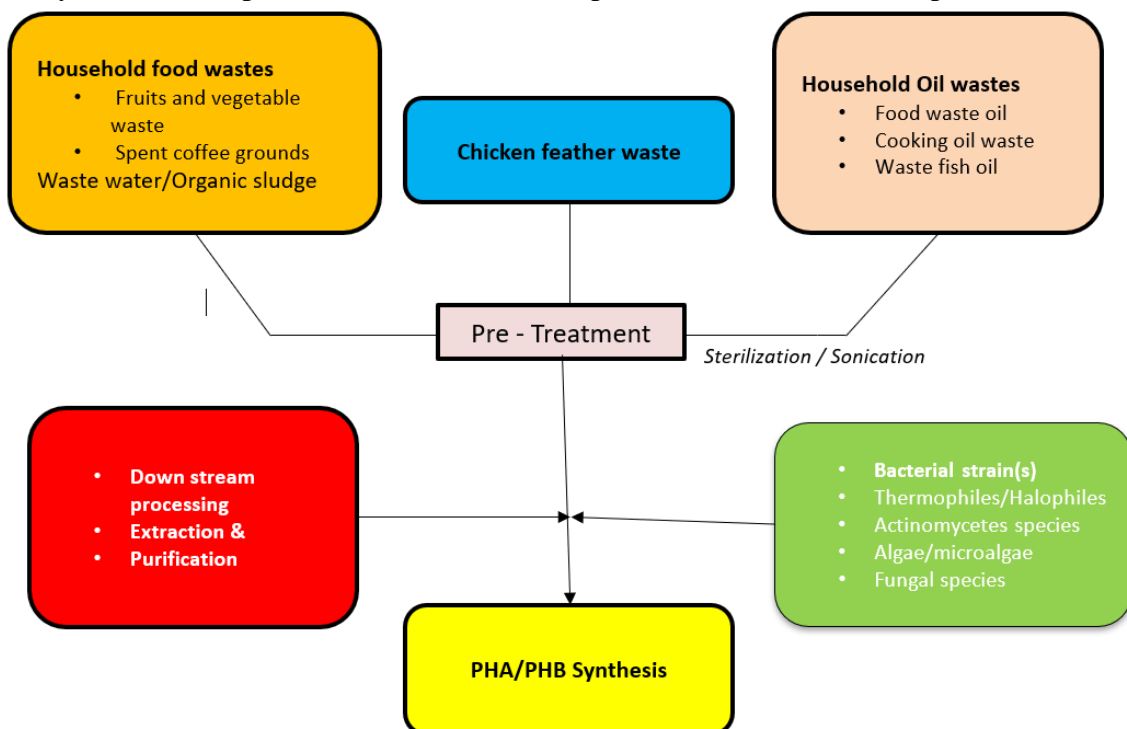 Household food wastes
• Fruits and vegetable
waste
• Spent coffee grounds
Waste water/Organic sludge
Chicken feather waste
Household Oil wastes
• Food waste oil
• Cooking oil waste
• Waste fish oil
Pre - Treatment
Sterilization / Sonication
• Down stream
processing
• Extraction &
• Purification
• Bacterial strain(s)
• Thermophiles/Halophiles
• Actinomycetes species
• Algae/microalgae
• Fungal species
PHA/PHB Synthesis